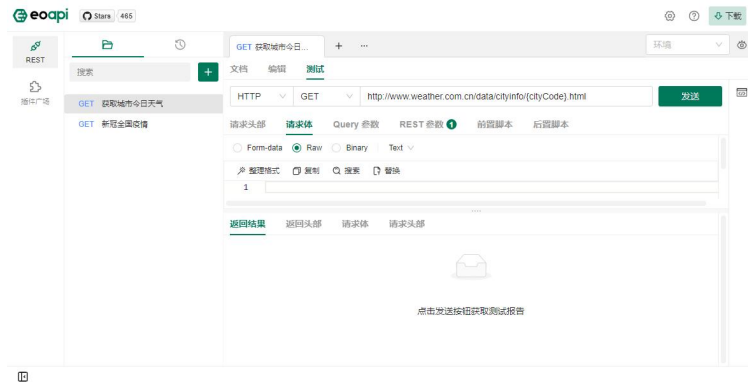 eoapi Stars 465 下载
REST 插件广场
搜索 +
GET 获取城市今日天气
GET 新冠全国疫情
GET 获取城市今日... + ... 环境
文档 编辑 测试
HTTP GET http://www.weather.com.cn/data/cityinfo/{cityCode}.html 发送
请求头部 请求体 Query 参数 REST 参数 1 前置脚本 后置脚本
Form-data Raw Binary Text
整理格式 复制 搜索 替换
1
返回结果 返回头部 请求体 请求头部
点击发送按钮获取测试报告